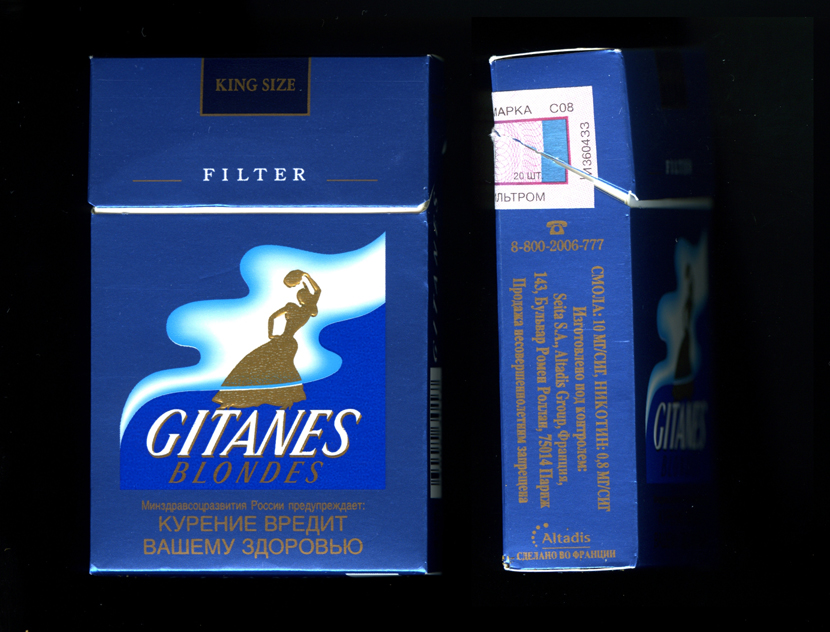 KING SIZE
FILTER
GITANES
BLONDES
Минздравсоцразвития России предупреждает:
КУРЕНИЕ ВРЕДИТ
ВАШЕМУ ЗДОРОВЬЮ
МАРКА C08
20 ШТ.
ИЛЬТРОМ
8-800-2006-777
СМОЛА: 10 МГ/СИГ, НИКОТИН: 0,8 МГ/СИГ
Изготовлено под контролем:
Seita S.A., Altadis Group, Франция,
143, Бульвар Ромен Роллан, 75014 Париж
Продажа несовершеннолетним запрещена
Altadis
СДЕЛАНО ВО ФРАНЦИИ
FILTER
GITANES